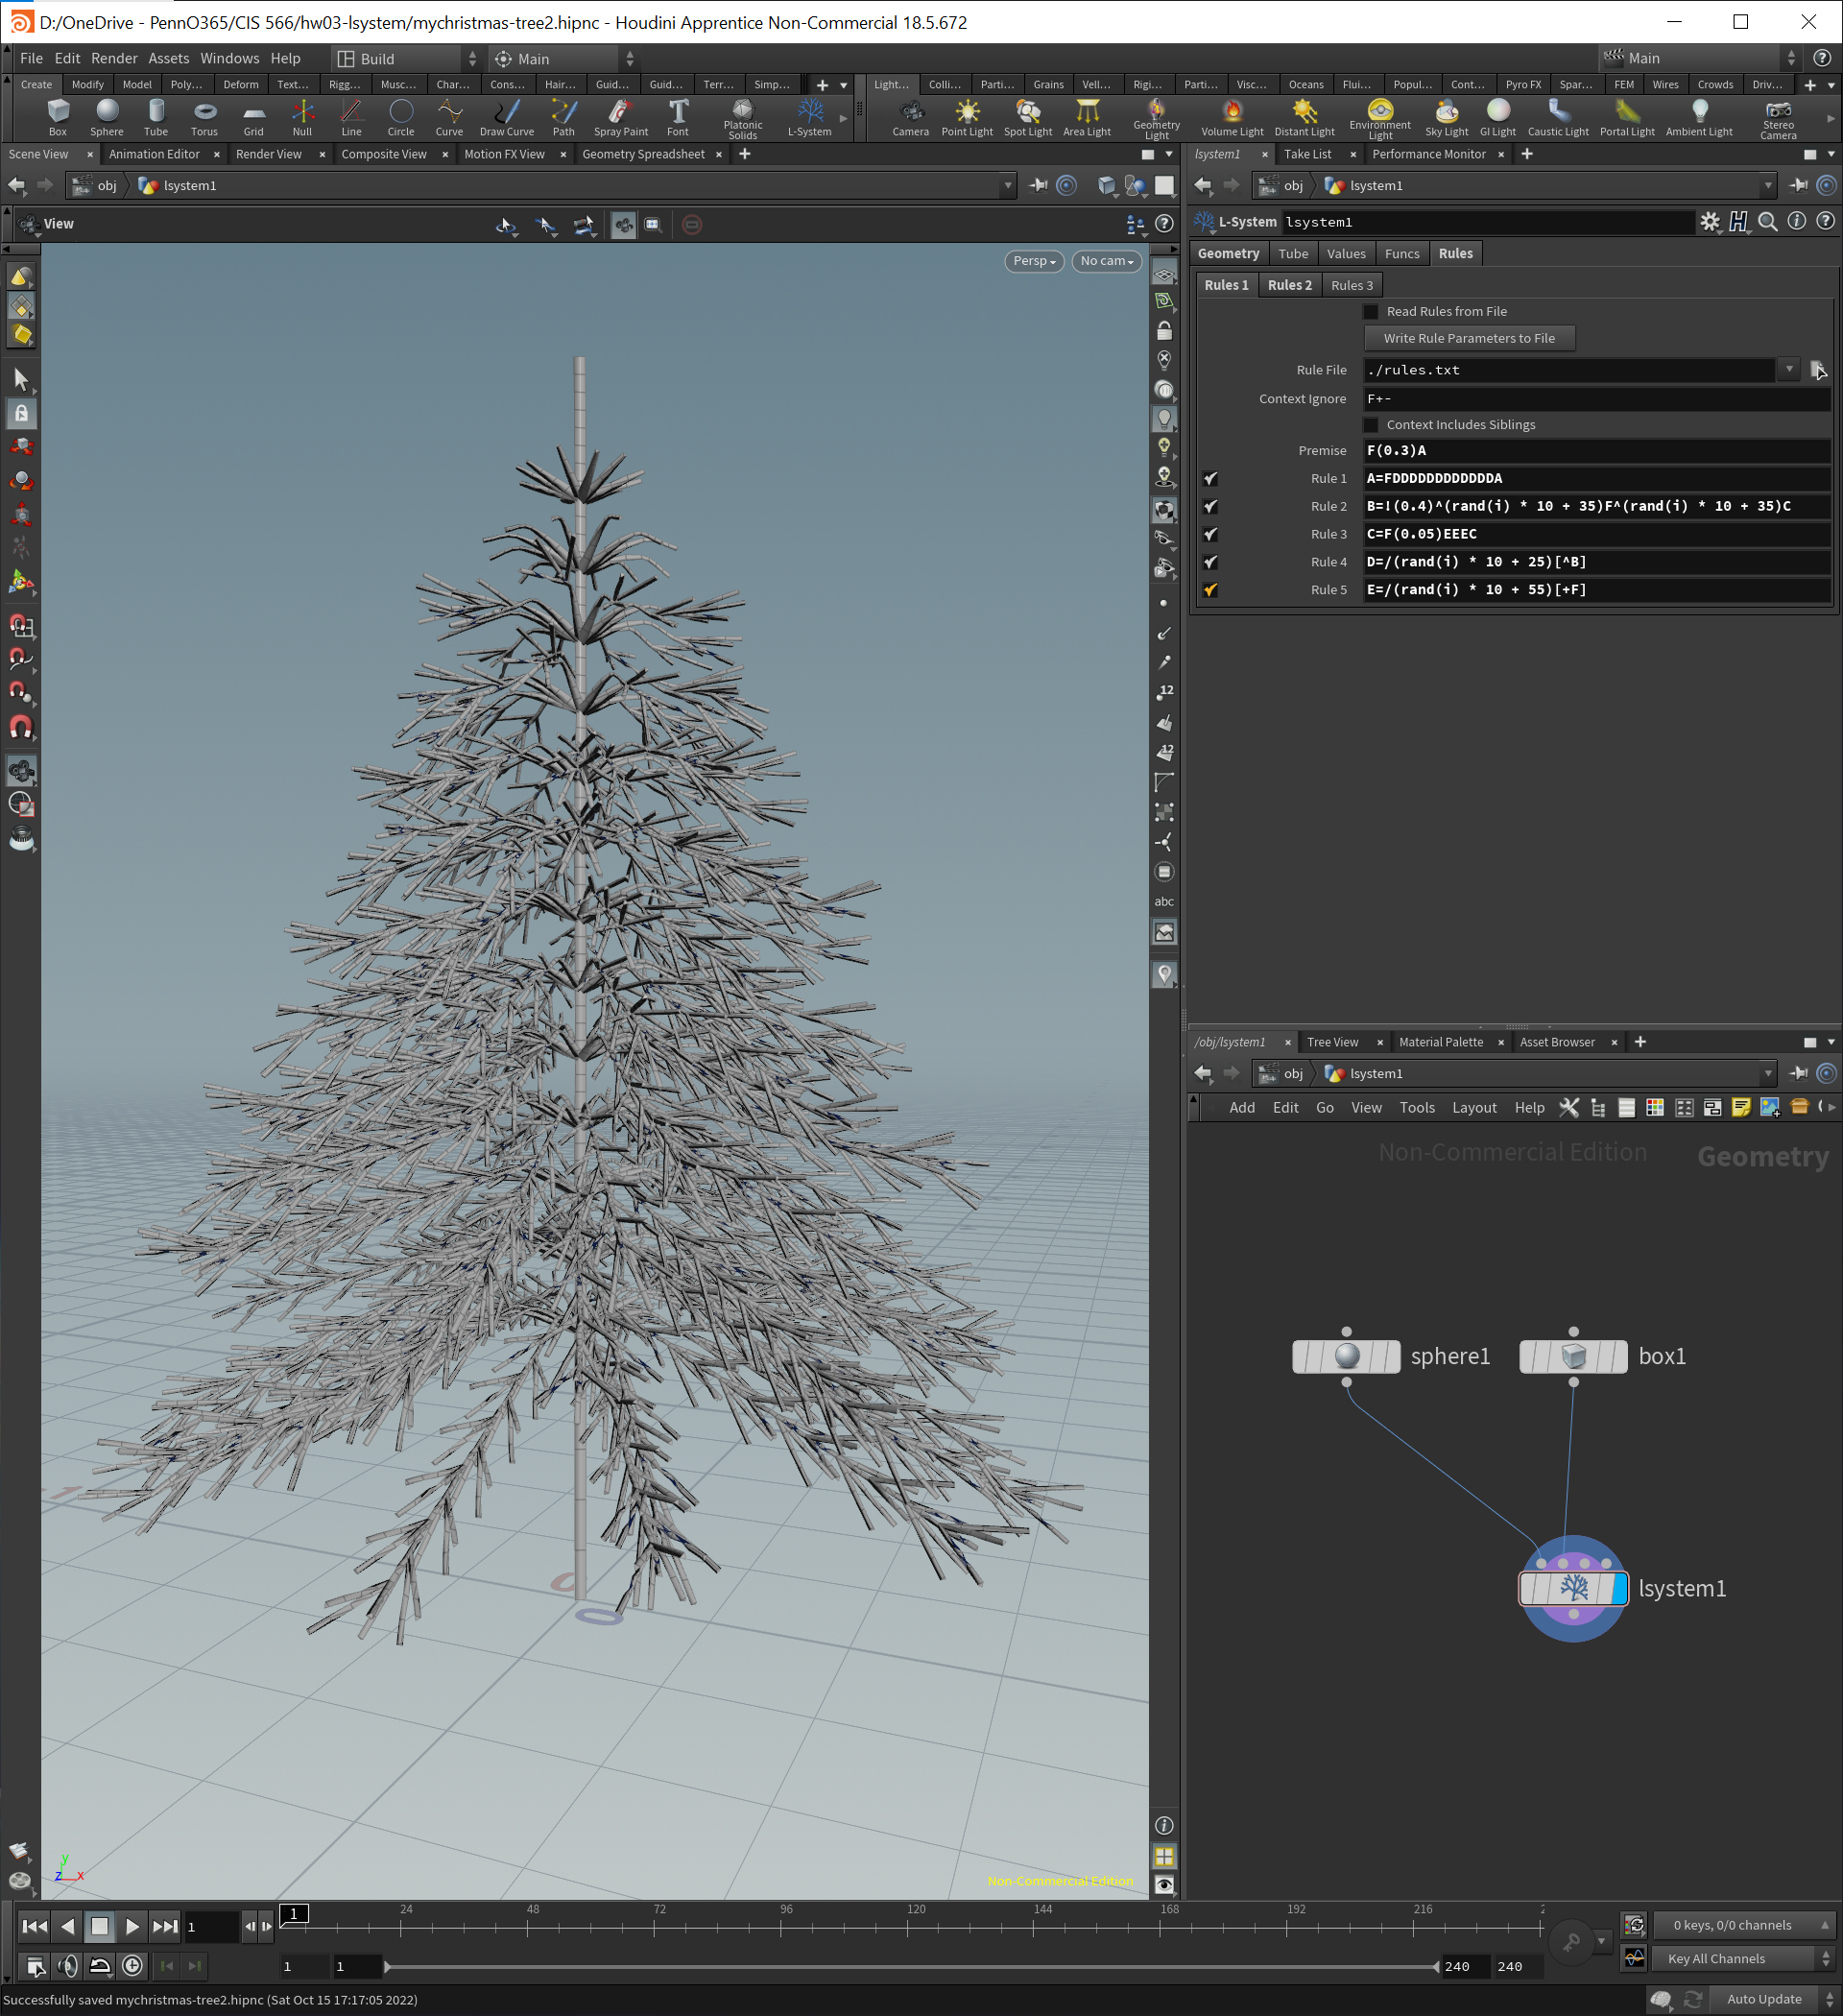 D:/OneDrive - PennO365/CIS 566/hw03-lsystem/mychristmas-tree2.hipnc - Houdini Apprentice Non-Commercial 18.5.672
File Edit Render Assets Windows Help Build Main Main
Create Modify Model Poly... Deform Text... Rigg... Musc... Char... Cons... Hair... Guid... Guid... Terr... Simp... Light... Colli... Parti... Grains Vell... Rigi... Parti... Visc... Oceans Flui... Popul... Cont... Pyro FX Spar... FEM Wires Crowds Driv...
Box Sphere Tube Torus Grid Null Line Circle Curve Draw Curve Path Spray Paint Font Platonic Solids L-System Camera Point Light Spot Light Area Light Geometry Light Volume Light Distant Light Environment Light Sky Light GI Light Caustic Light Portal Light Ambient Light Stereo Camera
Scene View Animation Editor Render View Composite View Motion FX View Geometry Spreadsheet
obj lsystem1
View
Persp No cam
12
12
abc
Non-Commercial Edition
y
z x
0
0
lsystem1 Take List Performance Monitor
obj lsystem1
L-System lsystem1
Geometry Tube Values Funcs Rules
Rules 1 Rules 2 Rules 3
Read Rules from File
Write Rule Parameters to File
Rule File ./rules.txt
Context Ignore F+-
Context Includes Siblings
Premise F(0.3)A
Rule 1 A=FDDDDDDDDDDDDA
Rule 2 B=!(0.4)^(rand(i) * 10 + 35)F^(rand(i) * 10 + 35)C
Rule 3 C=F(0.05)EEEC
Rule 4 D=/(rand(i) * 10 + 25)[^B]
Rule 5 E=/(rand(i) * 10 + 55)[+F]
/obj/lsystem1 Tree View Material Palette Asset Browser
obj lsystem1
Add Edit Go View Tools Layout Help
Non-Commercial Edition Geometry
sphere1 box1
lsystem1
1 1 24 48 72 96 120 144 168 192 216
0 keys, 0/0 channels
1 1 240 240 Key All Channels
Successfully saved mychristmas-tree2.hipnc (Sat Oct 15 17:17:05 2022) Auto Update